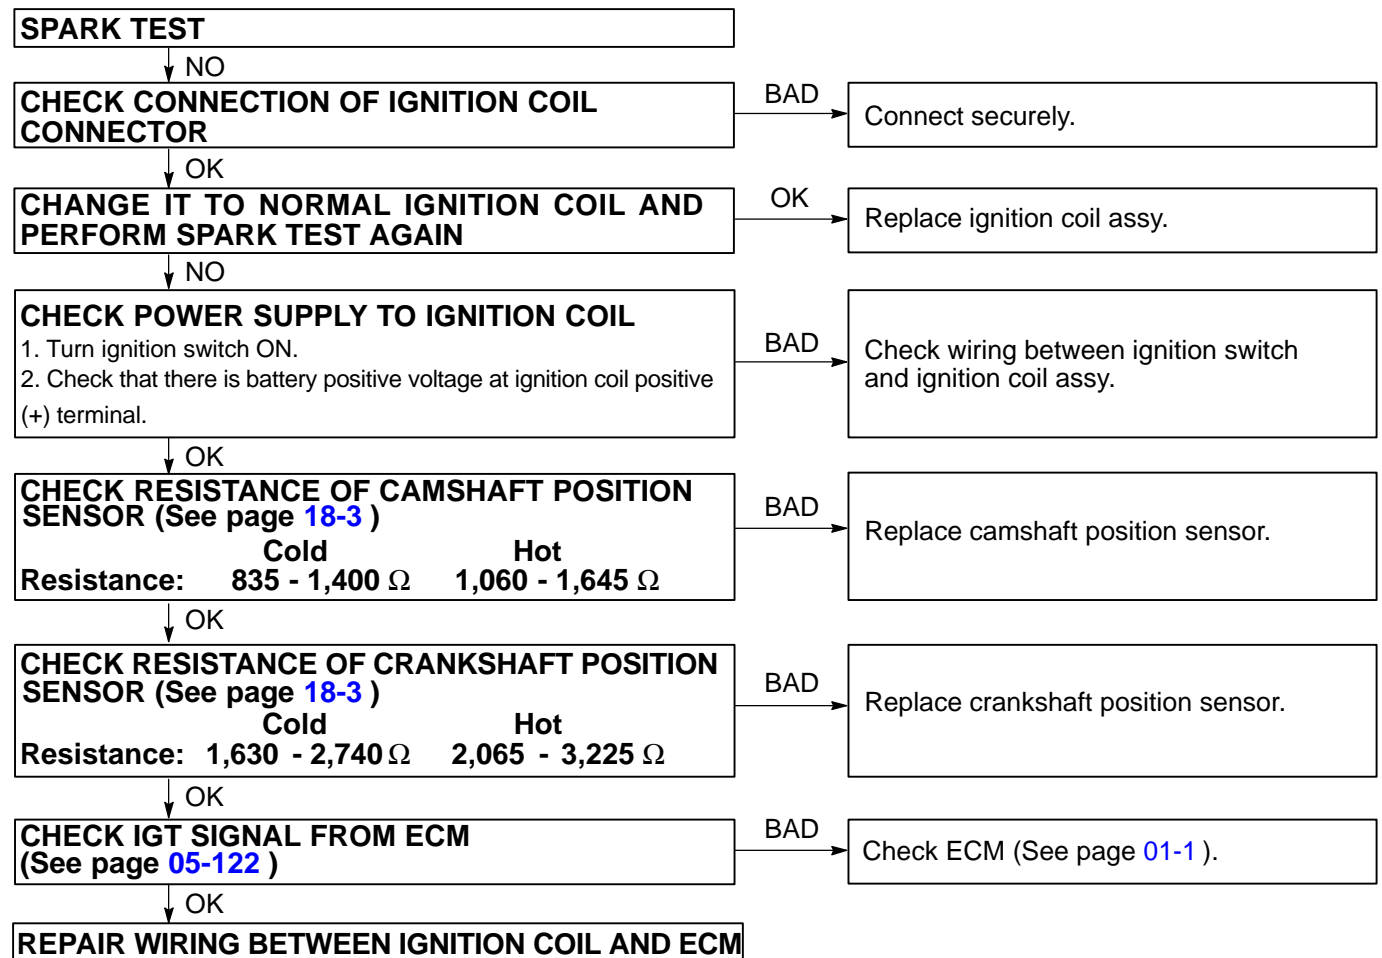 SPARK TEST
NO
CHECK CONNECTION OF IGNITION COIL
CONNECTOR
BAD
Connect securely.
OK
CHANGE IT TO NORMAL IGNITION COIL AND
PERFORM SPARK TEST AGAIN
OK
Replace ignition coil assy.
NO
CHECK POWER SUPPLY TO IGNITION COIL
1. Turn ignition switch ON.
2. Check that there is battery positive voltage at ignition coil positive
(+) terminal.
BAD
Check wiring between ignition switch
and ignition coil assy.
OK
CHECK RESISTANCE OF CAMSHAFT POSITION
SENSOR (See page 18-3 )
Cold Hot
Resistance: 835 - 1,400 Ω 1,060 - 1,645 Ω
BAD
Replace camshaft position sensor.
OK
CHECK RESISTANCE OF CRANKSHAFT POSITION
SENSOR (See page 18-3 )
Cold Hot
Resistance: 1,630 - 2,740 Ω 2,065 - 3,225 Ω
BAD
Replace crankshaft position sensor.
OK
CHECK IGT SIGNAL FROM ECM
(See page 05-122 )
BAD
Check ECM (See page 01-1 ).
OK
REPAIR WIRING BETWEEN IGNITION COIL AND ECM